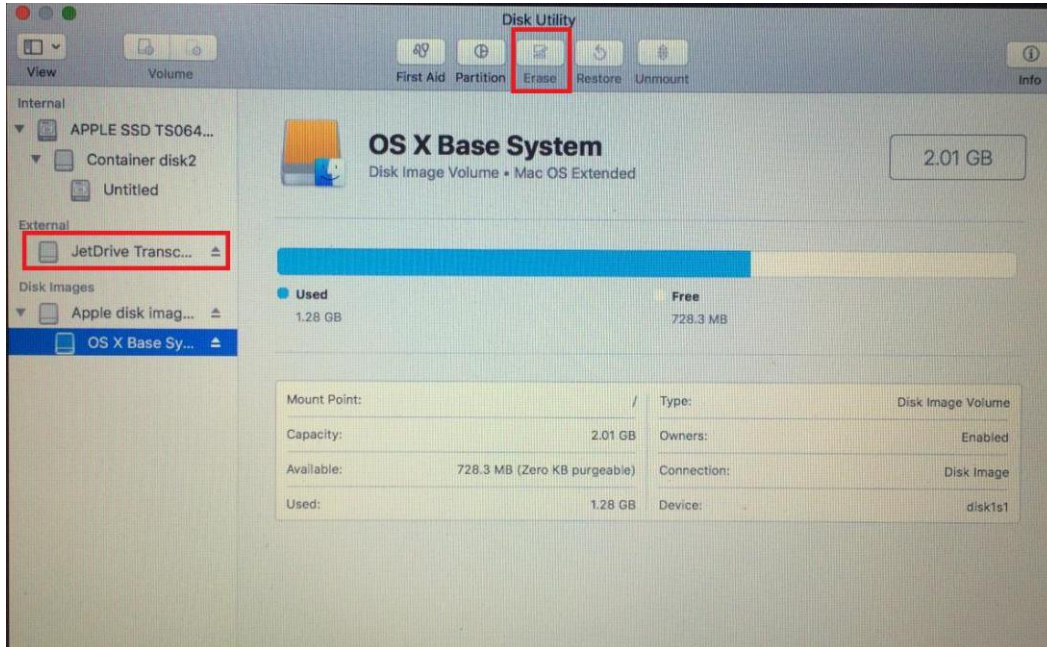 Disk Utility
View
Volume
First Aid
Partition
Erase
Restore
Unmount
Info
Internal
APPLE SSD TS064...
Container disk2
Untitled
External
JetDrive Transc...
Disk Images
Apple disk imag...
OS X Base Sy...
OS X Base System
Disk Image Volume • Mac OS Extended
2.01 GB
Used
1.28 GB
Free
728.3 MB
Mount Point: /
Type: Disk Image Volume
Capacity: 2.01 GB
Owners: Enabled
Available: 728.3 MB (Zero KB purgeable)
Connection: Disk Image
Used: 1.28 GB
Device: disk1s1